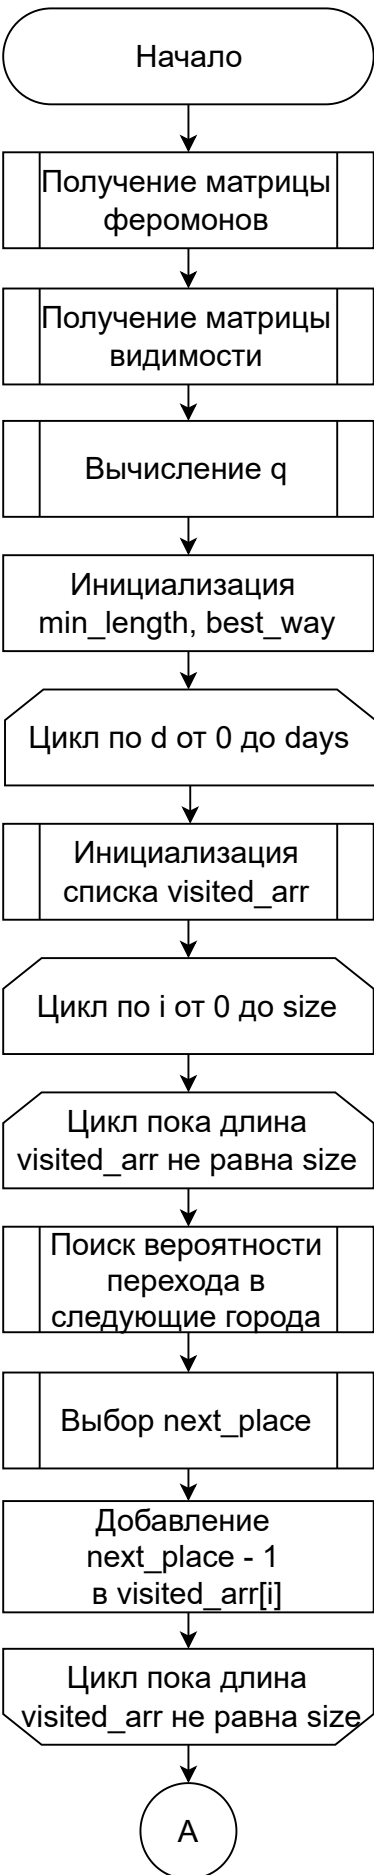 Начало
Получение матрицы
феромонов
Получение матрицы
видимости
Вычисление q
Инициализация
min_length, best_way
Цикл по d от 0 до days
Инициализация
списка visited_arr
Цикл по i от 0 до size
Цикл пока длина
visited_arr не равна size
Поиск вероятности
перехода в
следующие города
Выбор next_place
Добавление
next_place - 1
в visited_arr[i]
Цикл пока длина
visited_arr не равна size
А